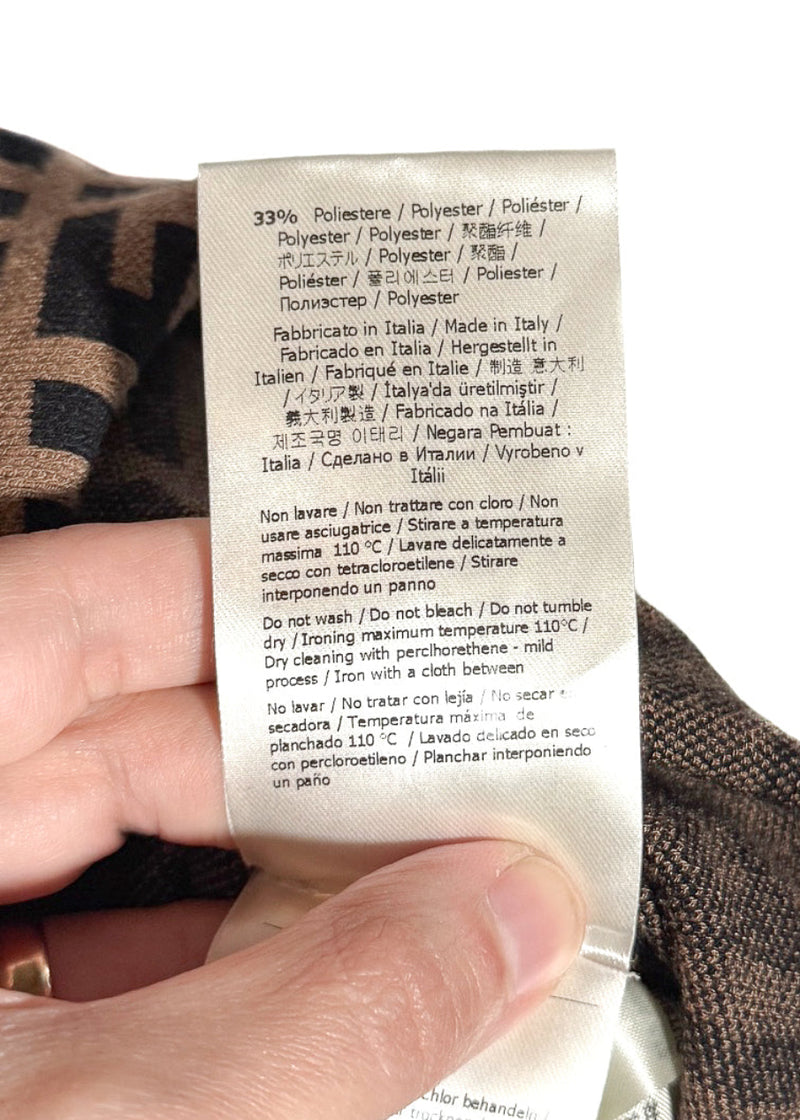 33% Poliestere / Polyester / Poliéster /
Polyester / Polyester / 聚酯纤维 /
ポリエステル / Polyester / 聚酯 /
Poliéster / 폴리에스터 / Poliester /
Полиэстер / Polyester
Fabbricato in Italia / Made in Italy /
Fabricado en Italia / Hergestellt in
Italien / Fabriqué en Italie / 制造 意大利
/ イタリア製 / İtalya'da üretilmiştir /
義大利製造 / Fabricado na Itália /
제조국명 이태리 / Negara Pembuat :
Italia / Сделано в Италии / Vyrobeno v
Itálii
Non lavare / Non trattare con cloro / Non
usare asciugatrice / Stirare a temperatura
massima 110 °C / Lavare delicatamente a
secco con tetracloroetilene / Stirare
interponendo un panno
Do not wash / Do not bleach / Do not tumble
dry / Ironing maximum temperature 110°C /
Dry cleaning with perclhorethene - mild
process / Iron with a cloth between
No lavar / No tratar con lejía / No secar en
secadora / Temperatura máxima de
planchado 110 °C / Lavado delicado en seco
con percloroetileno / Planchar interponiendo
un paño
Chlor behandeln /